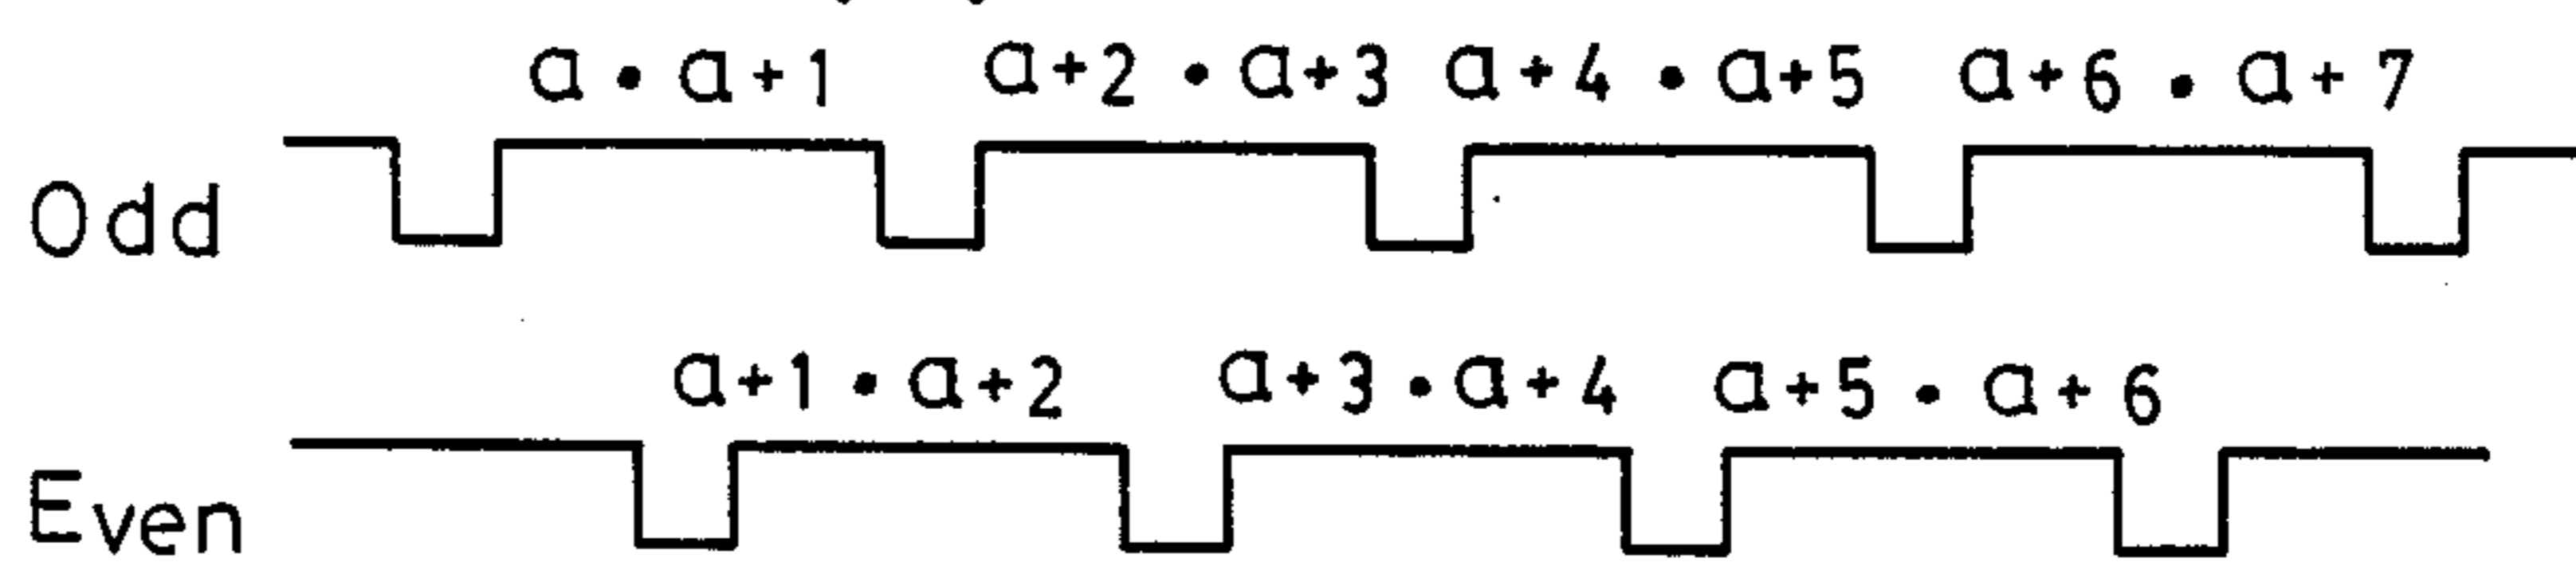 a • a+1 a+2 • a+3 a+4 • a+5 a+6 • a+7
Odd
a+1 • a+2 a+3 • a+4 a+5 • a+6
Even